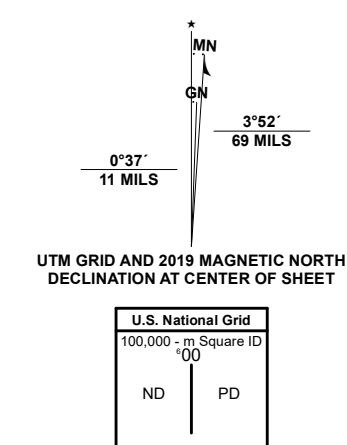 MN
GN
3°52´
69 MILS
0°37´
11 MILS
UTM GRID AND 2019 MAGNETIC NORTH
DECLINATION AT CENTER OF SHEET
U.S. National Grid
100,000 - m Square ID
⁶00
ND PD